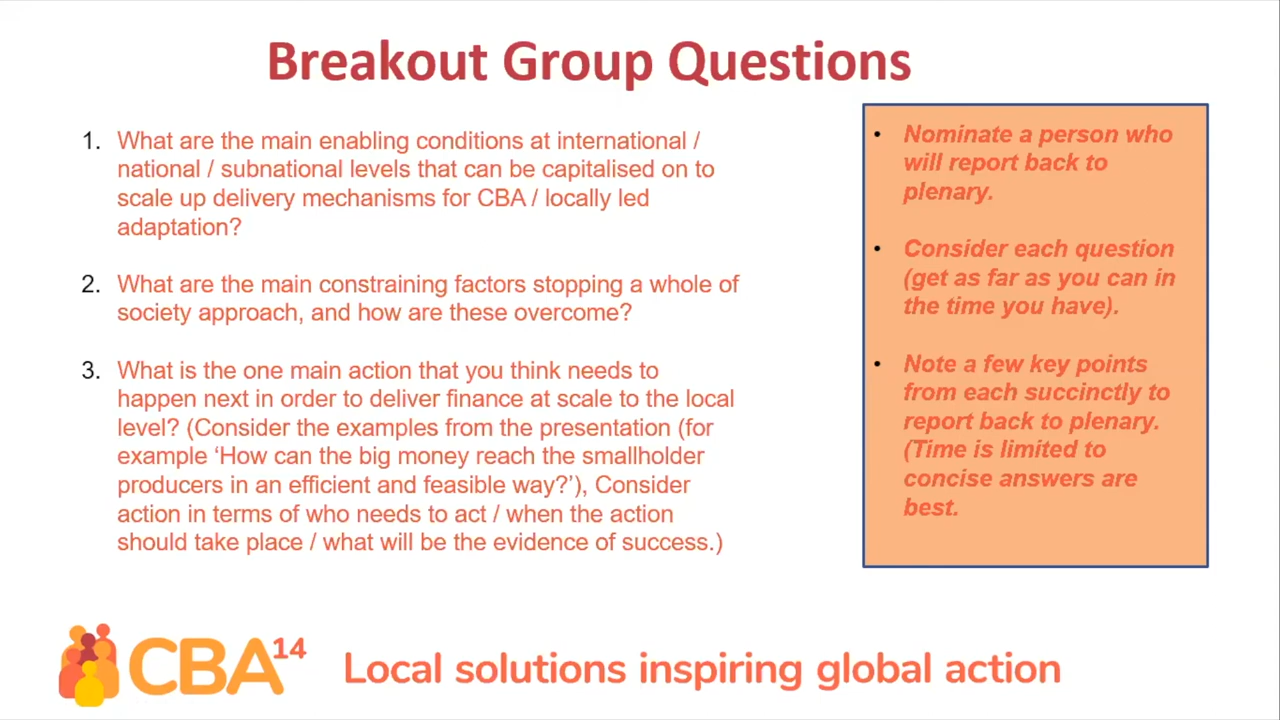 Breakout Group Questions
1. What are the main enabling conditions at international /
national / subnational levels that can be capitalised on to
scale up delivery mechanisms for CBA / locally led
adaptation?
2. What are the main constraining factors stopping a whole of
society approach, and how are these overcome?
3. What is the one main action that you think needs to
happen next in order to deliver finance at scale to the local
level? (Consider the examples from the presentation (for
example ‘How can the big money reach the smallholder
producers in an efficient and feasible way?’), Consider
action in terms of who needs to act / when the action
should take place / what will be the evidence of success.)
• Nominate a person who
will report back to
plenary.
• Consider each question
(get as far as you can in
the time you have).
• Note a few key points
from each succinctly to
report back to plenary.
(Time is limited to
concise answers are
best.
CBA14
Local solutions inspiring global action